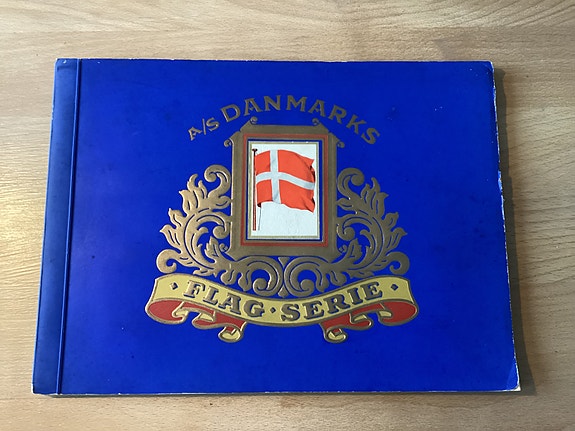 A/S DANMARKS
· FLAG · SERIE ·